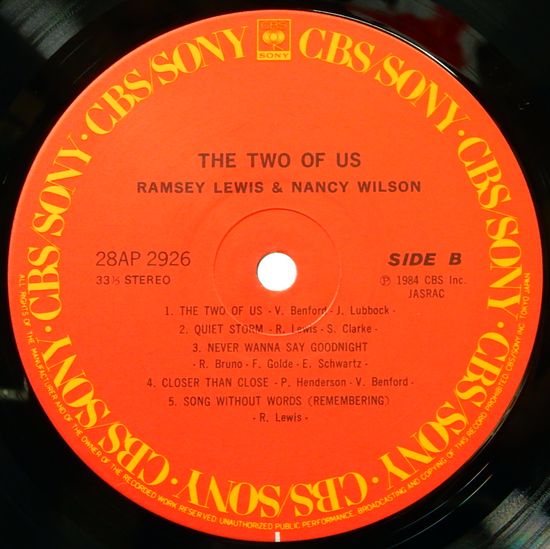 CBS/SONY · CBS/SONY · CBS/SONY · CBS/SONY · CBS/SONY · CBS/SONY · CBS/SONY · CBS/SONY
SONY
THE TWO OF US
RAMSEY LEWIS & NANCY WILSON
28AP 2926
33⅓ STEREO
SIDE B
℗ 1984 CBS Inc.
JASRAC
1. THE TWO OF US - V. Benford - J. Lubbock -
2. QUIET STORM - R. Lewis - S. Clarke -
3. NEVER WANNA SAY GOODNIGHT
- R. Bruno - F. Golde - E. Schwartz -
4. CLOSER THAN CLOSE - P. Henderson - V. Benford -
5. SONG WITHOUT WORDS (REMEMBERING)
- R. Lewis -
ALL RIGHTS OF THE MANUFACTURER AND OF THE OWNER OF THE RECORDED WORK RESERVED. UNAUTHORIZED PUBLIC PERFORMANCE, BROADCASTING AND COPYING OF THIS RECORD PROHIBITED. CBS/SONY INC. TOKYO JAPAN